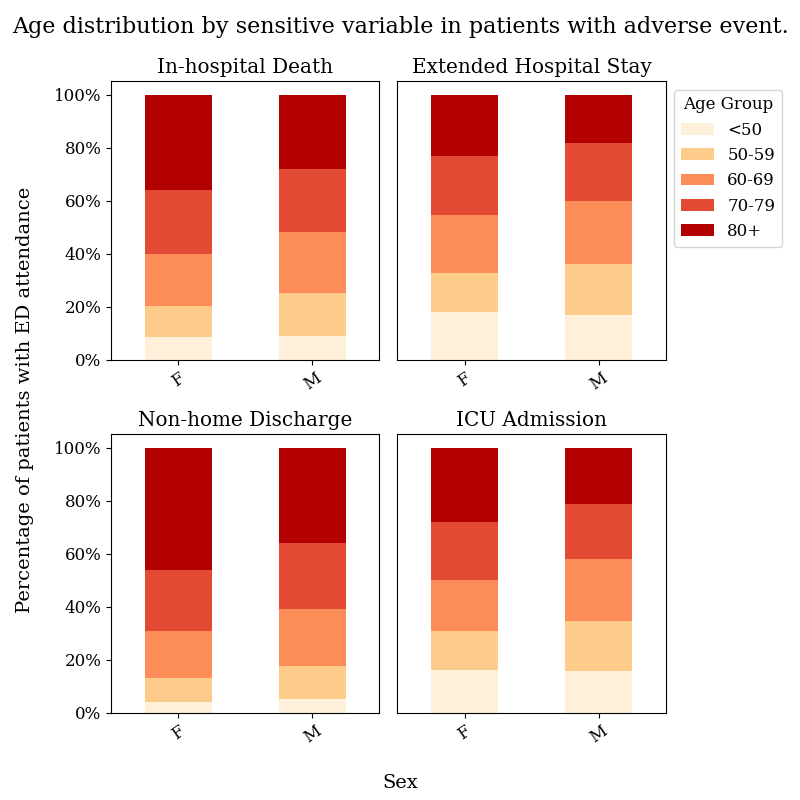 Age distribution by sensitive variable in patients with adverse event.
In-hospital Death
Extended Hospital Stay
100%
80%
60%
40%
20%
0%
F
M
F
M
Age Group
<50
50-59
60-69
70-79
80+
Percentage of patients with ED attendance
Non-home Discharge
ICU Admission
100%
80%
60%
40%
20%
0%
F
M
F
M
Sex